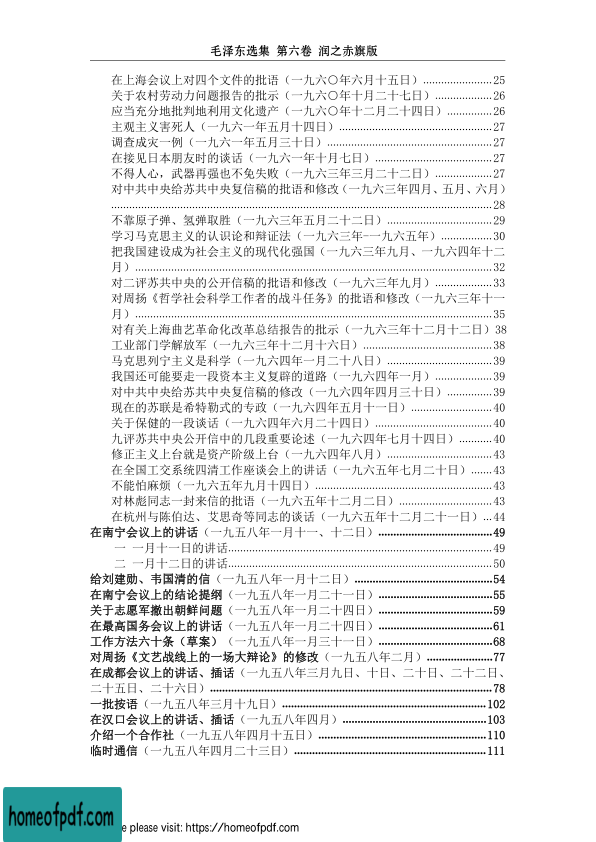 毛泽东选集 第六卷 润之赤旗版
在上海会议上对四个文件的批语（一九六〇年六月十五日）.......................25
关于农村劳动力问题报告的批示（一九六〇年十月二十七日）...................26
应当充分地批判地利用文化遗产（一九六〇年十二月二十四日）...............26
主观主义害死人（一九六一年五月十四日）...................................................27
调查成灾一例（一九六一年五月三十日）.......................................................27
在接见日本朋友时的谈话（一九六一年十月七日）.......................................27
不得人心，武器再强也不免失败（一九六三年三月二十二日）...................27
对中共中央给苏共中央复信稿的批语和修改（一九六三年四月、五月、六月）
...............................................................................................................................28
不靠原子弹、氢弹取胜（一九六三年五月二十二日）...................................29
学习马克思主义的认识论和辩证法（一九六三年-一九六五年）.................30
把我国建设成为社会主义的现代化强国（一九六三年九月、一九六四年十二
月）.......................................................................................................................32
对二评苏共中央的公开信稿的批语和修改（一九六三年九月）...................33
对周扬《哲学社会科学工作者的战斗任务》的批语和修改（一九六三年十一
月）.......................................................................................................................35
对有关上海曲艺革命化改革总结报告的批示（一九六三年十二月十二日）38
工业部门学解放军（一九六三年十二月十六日）...........................................38
马克思列宁主义是科学（一九六四年一月二十八日）...................................39
我国还可能要走一段资本主义复辟的道路（一九六四年一月）...................39
对中共中央给苏共中央复信稿的修改（一九六四年四月三十日）...............39
现在的苏联是希特勒式的专政（一九六四年五月十一日）...........................40
关于保健的一段谈话（一九六四年六月二十四日）.......................................40
九评苏共中央公开信中的几段重要论述（一九六四年七月十四日）...........40
修正主义上台就是资产阶级上台（一九六四年八月）...................................43
在全国工交系统四清工作座谈会上的讲话（一九六五年七月二十日）.......43
不能怕麻烦（一九六五年九月十四日）...........................................................43
对林彪同志一封来信的批语（一九六五年十二月二日）...............................43
在杭州与陈伯达、艾思奇等同志的谈话（一九六五年十二月二十一日）...44
在南宁会议上的讲话（一九五八年一月十一、十二日）......................................49
一 一月十一日的讲话........................................................................................49
二 一月十二日的讲话........................................................................................50
给刘建勋、韦国清的信（一九五八年一月十二日）..............................................54
在南宁会议上的结论提纲（一九五八年一月二十一日）......................................55
关于志愿军撤出朝鲜问题（一九五八年一月二十四日）......................................59
在最高国务会议上的讲话（一九五八年一月二十四日）......................................61
工作方法六十条（草案）（一九五八年一月三十一日）........................................68
对周扬《文艺战线上的一场大辩论》的修改（一九五八年二月）......................77
在成都会议上的讲话、插话（一九五八年三月九日、十日、二十日、二十二日、
二十五日、二十六日）..............................................................................................78
一批按语（一九五八年三月十九日）....................................................................102
在汉口会议上的讲话、插话（一九五八年四月）................................................103
介绍一个合作社（一九五八年四月十五日）........................................................110
临时通信（一九五八年四月二十三日）................................................................111
homeofpdf.com
e please visit: https://homeofpdf.com